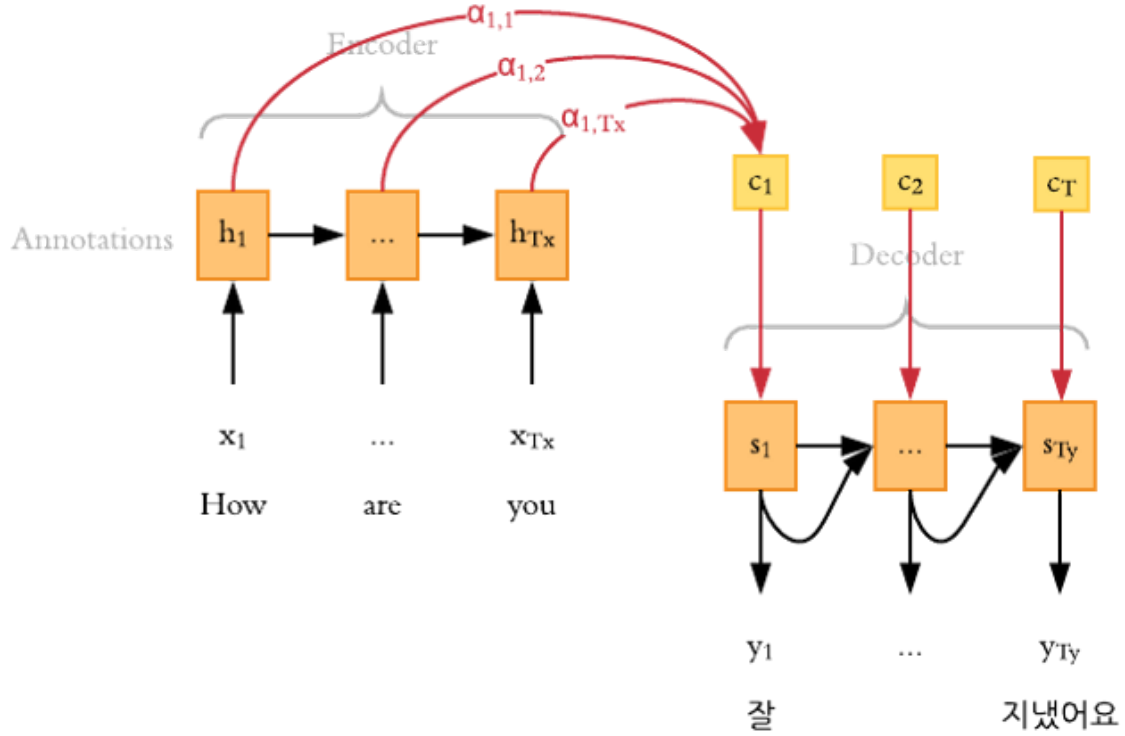 α1,1
Encoder
α1,2
α1,Tx
c1 c2 cT
Annotations h1 ... hTx
Decoder
x1 ... xTx
s1 ... sTy
How are you
y1 ... yTy
잘 지냈어요